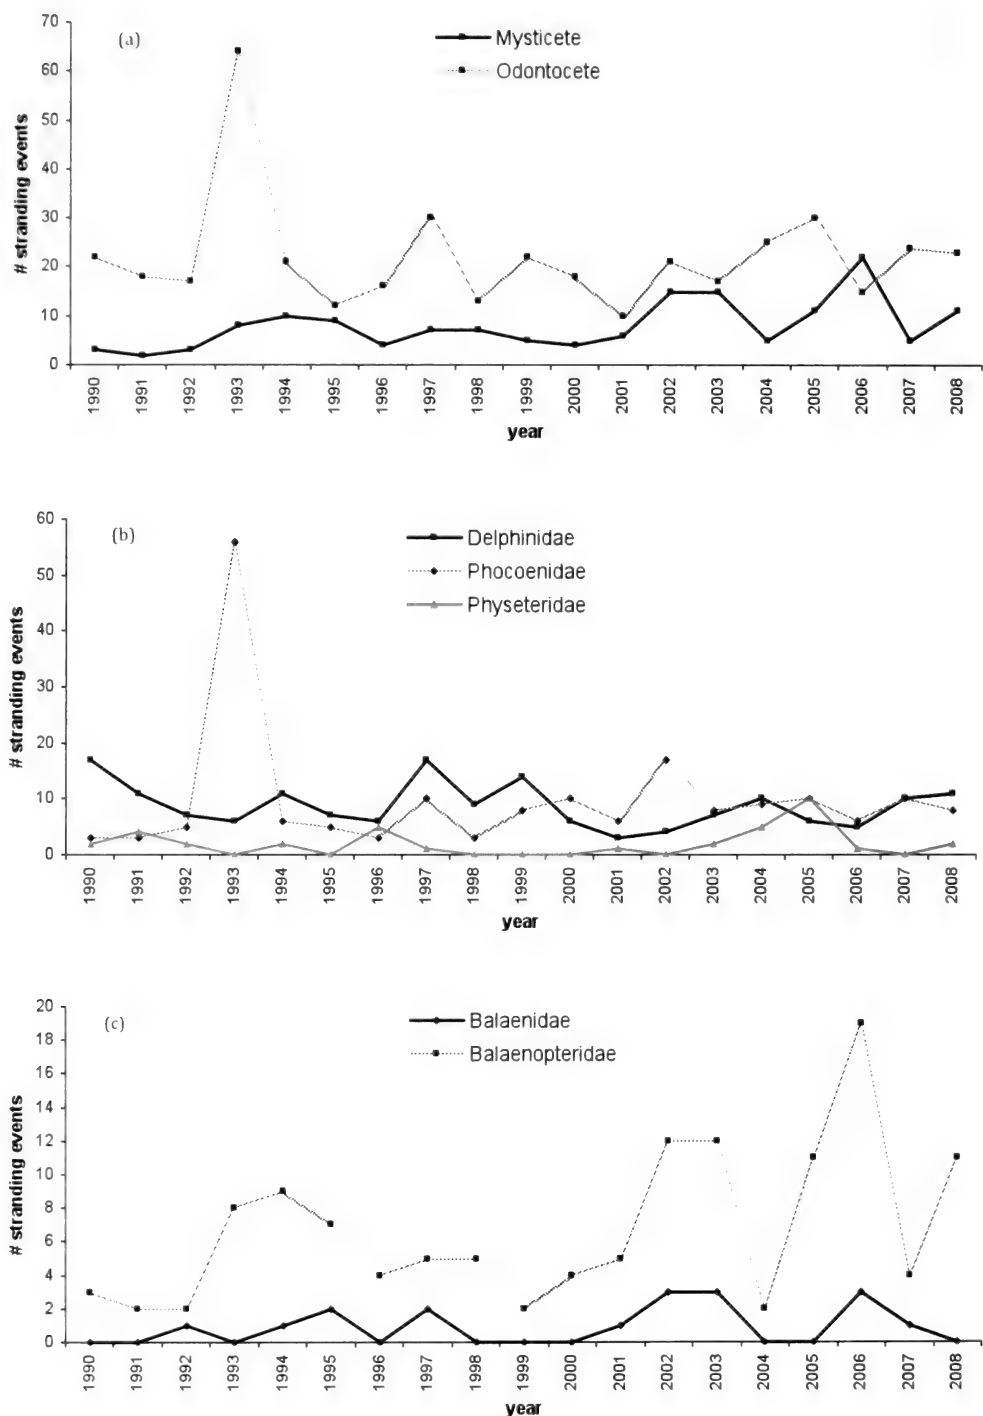 (a)
Mysticete
Odontocete
# stranding events
70
60
50
40
30
20
10
0
1990 1991 1992 1993 1994 1995 1996 1997 1998 1999 2000 2001 2002 2003 2004 2005 2006 2007 2008
year
(b)
Delphinidae
Phocoenidae
Physeteridae
# stranding events
60
50
40
30
20
10
0
1990 1991 1992 1993 1994 1995 1996 1997 1998 1999 2000 2001 2002 2003 2004 2005 2006 2007 2008
year
(c)
Balaenidae
Balaenopteridae
# stranding events
20
18
16
14
12
10
8
6
4
2
0
1990 1991 1992 1993 1994 1995 1996 1997 1998 1999 2000 2001 2002 2003 2004 2005 2006 2007 2008
year